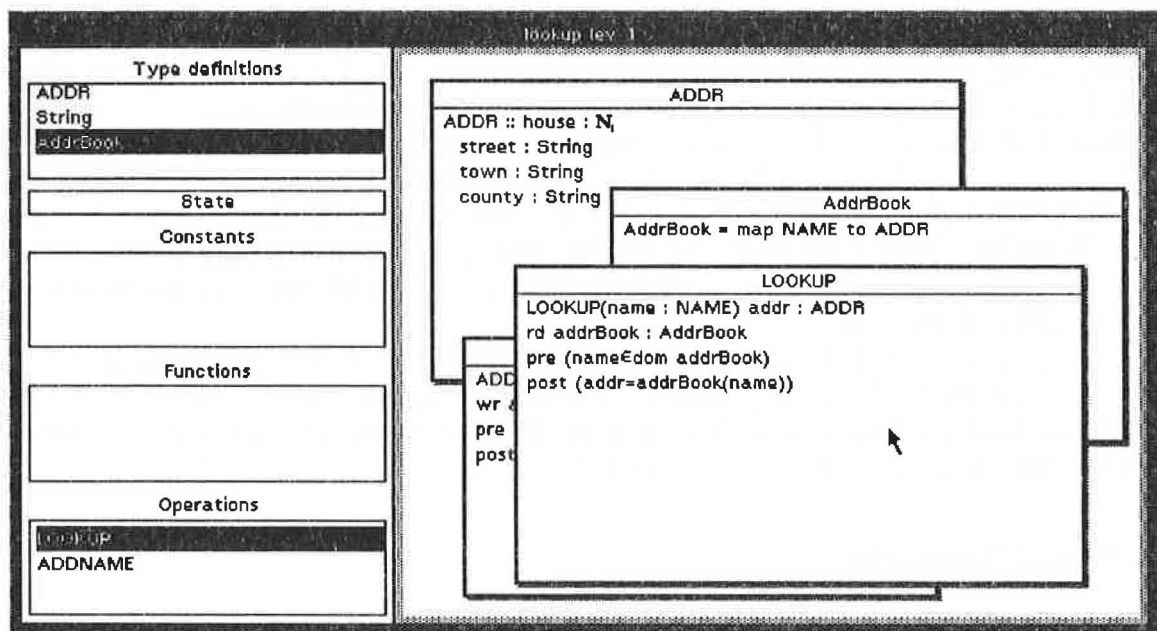 lookup lev 1
Type definitions
ADDR
String
AddrBook
State
Constants
Functions
Operations
LOOKUP
ADDNAME
ADDR
ADDR :: house : N₁
street : String
town : String
county : String
AddrBook
AddrBook = map NAME to ADDR
LOOKUP
LOOKUP(name : NAME) addr : ADDR
rd addrBook : AddrBook
pre (name∈dom addrBook)
post (addr=addrBook(name))
ADD
wr
pre
post